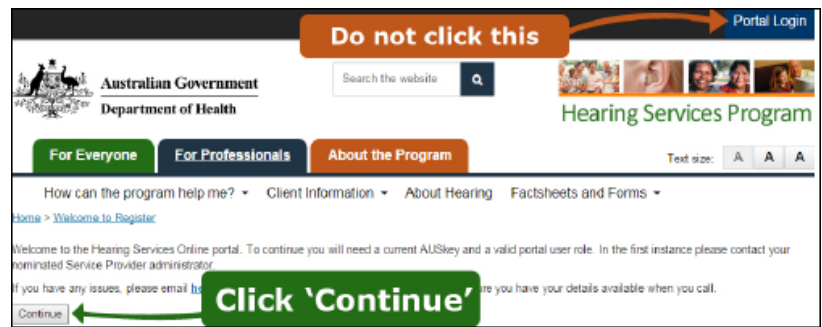 Do not click this
Portal Login
Australian Government
Department of Health
Search the website
Hearing Services Program
For Everyone For Professionals About the Program
Text size: A A A
How can the program help me? Client Information About Hearing Factsheets and Forms
Home > Welcome to Register
Welcome to the Hearing Services Online portal. To continue you will need a current AUSkey and a valid portal user role. In the first instance please contact your
nominated Service Provider administrator.
If you have any issues, please email you have your details available when you call.
Click 'Continue'
Continue